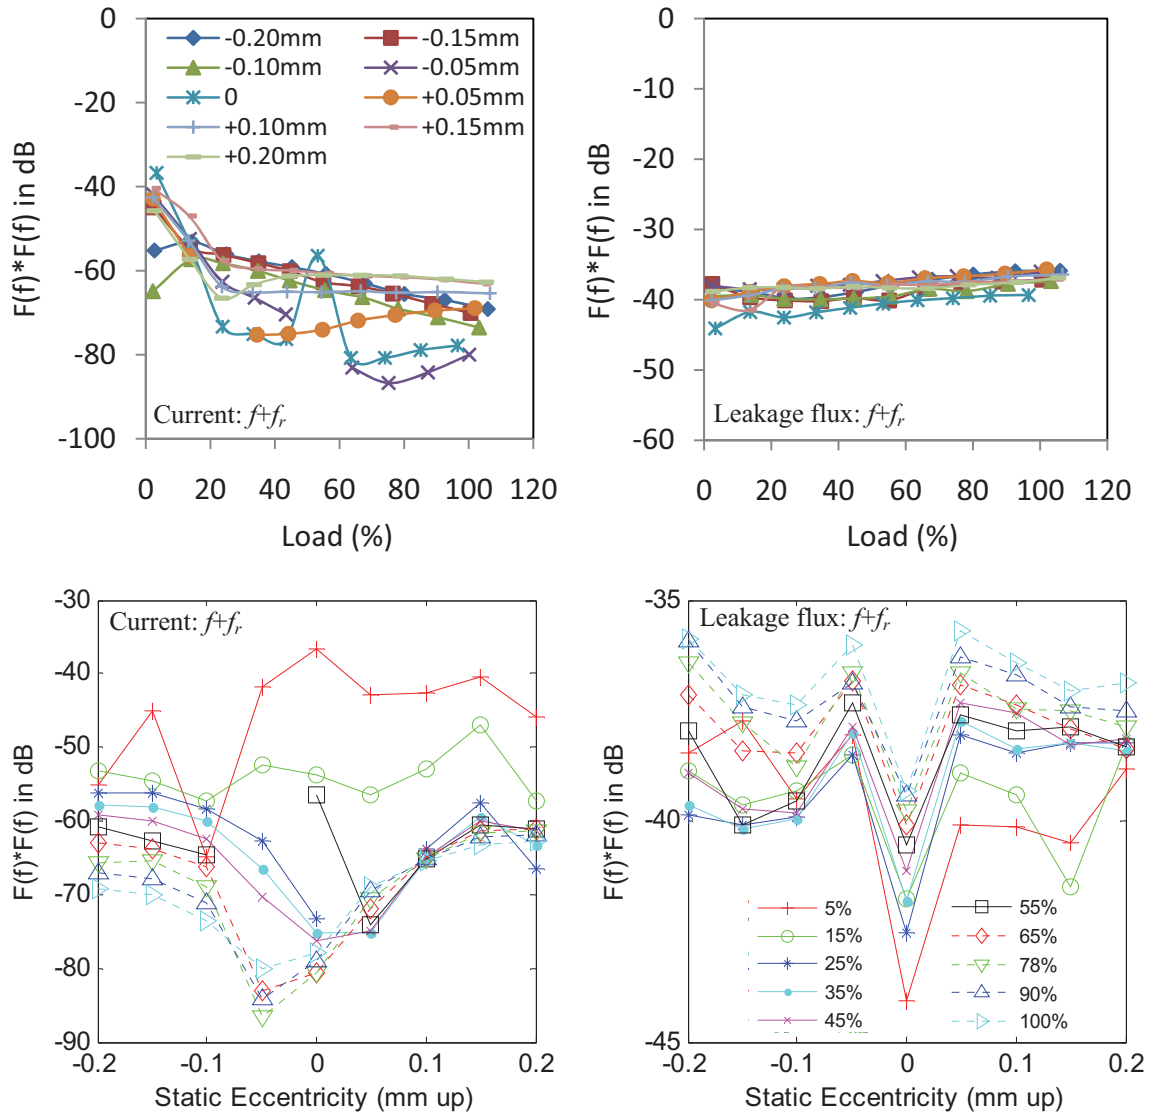 0
-20
-40
-60
-80
-100
F(f)*F(f) in dB
-0.20mm
-0.15mm
-0.10mm
-0.05mm
0
+0.05mm
+0.10mm
+0.15mm
+0.20mm
Current: f+fr
0 20 40 60 80 100 120
Load (%)
0
-10
-20
-30
-40
-50
-60
F(f)*F(f) in dB
Leakage flux: f+fr
0 20 40 60 80 100 120
Load (%)
-30
-40
-50
-60
-70
-80
-90
F(f)*F(f) in dB
Current: f+fr
-0.2 -0.1 0 0.1 0.2
Static Eccentricity (mm up)
-35
-40
-45
F(f)*F(f) in dB
Leakage flux: f+fr
5%
15%
25%
35%
45%
55%
65%
78%
90%
100%
-0.2 -0.1 0 0.1 0.2
Static Eccentricity (mm up)